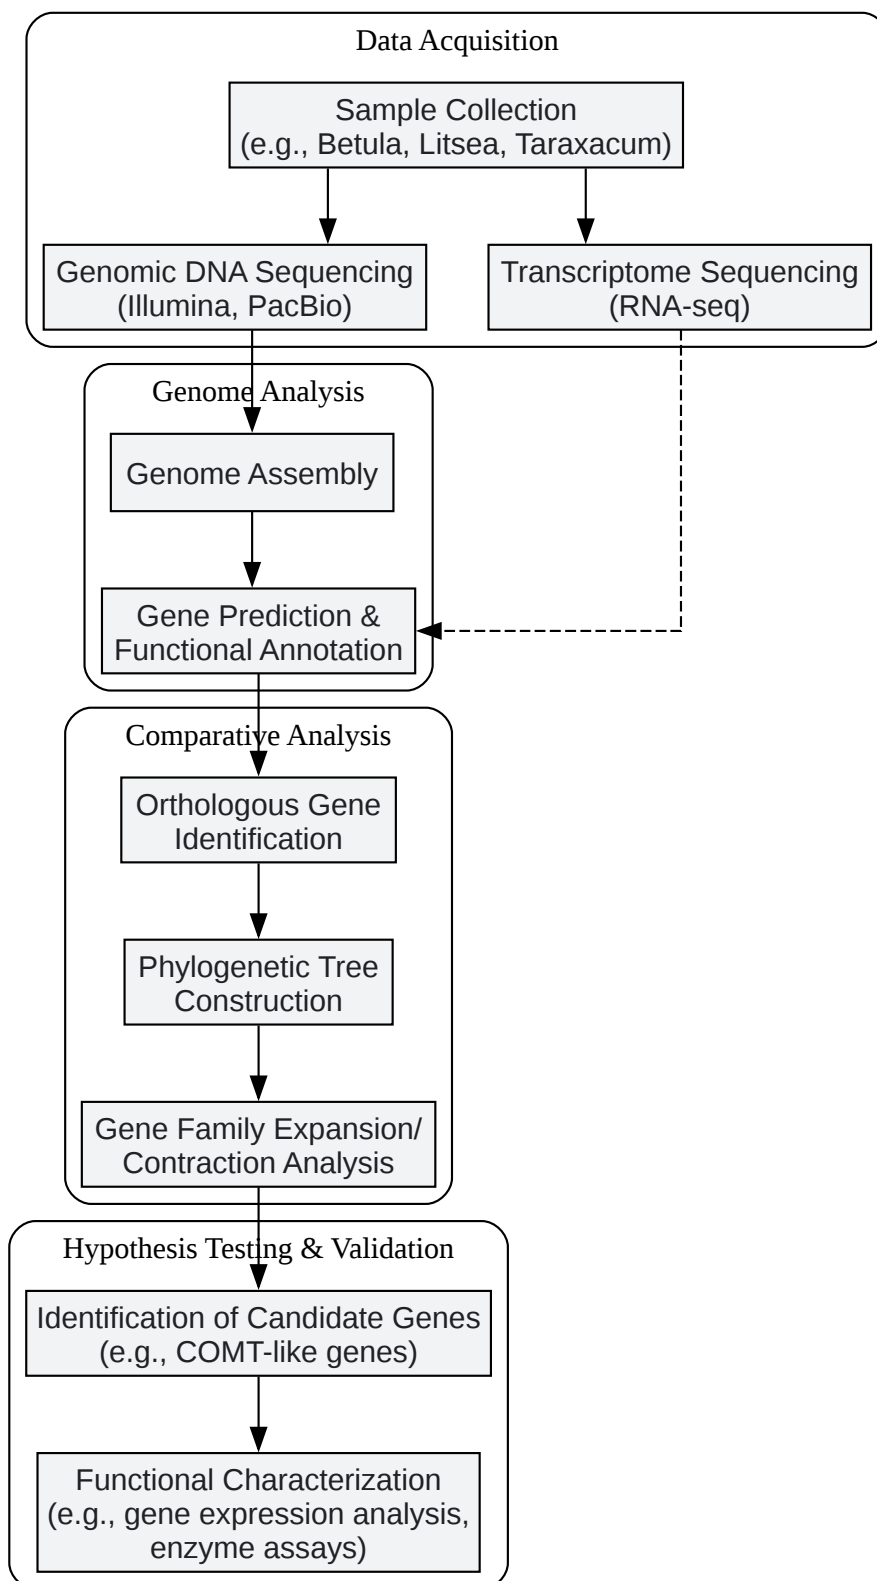 Data Acquisition
Sample Collection
(e.g., Betula, Litsea, Taraxacum)
Genomic DNA Sequencing
(Illumina, PacBio)
Transcriptome Sequencing
(RNA-seq)
Genome Analysis
Genome Assembly
Gene Prediction &
Functional Annotation
Comparative Analysis
Orthologous Gene
Identification
Phylogenetic Tree
Construction
Gene Family Expansion/
Contraction Analysis
Hypothesis Testing & Validation
Identification of Candidate Genes
(e.g., COMT-like genes)
Functional Characterization
(e.g., gene expression analysis,
enzyme assays)